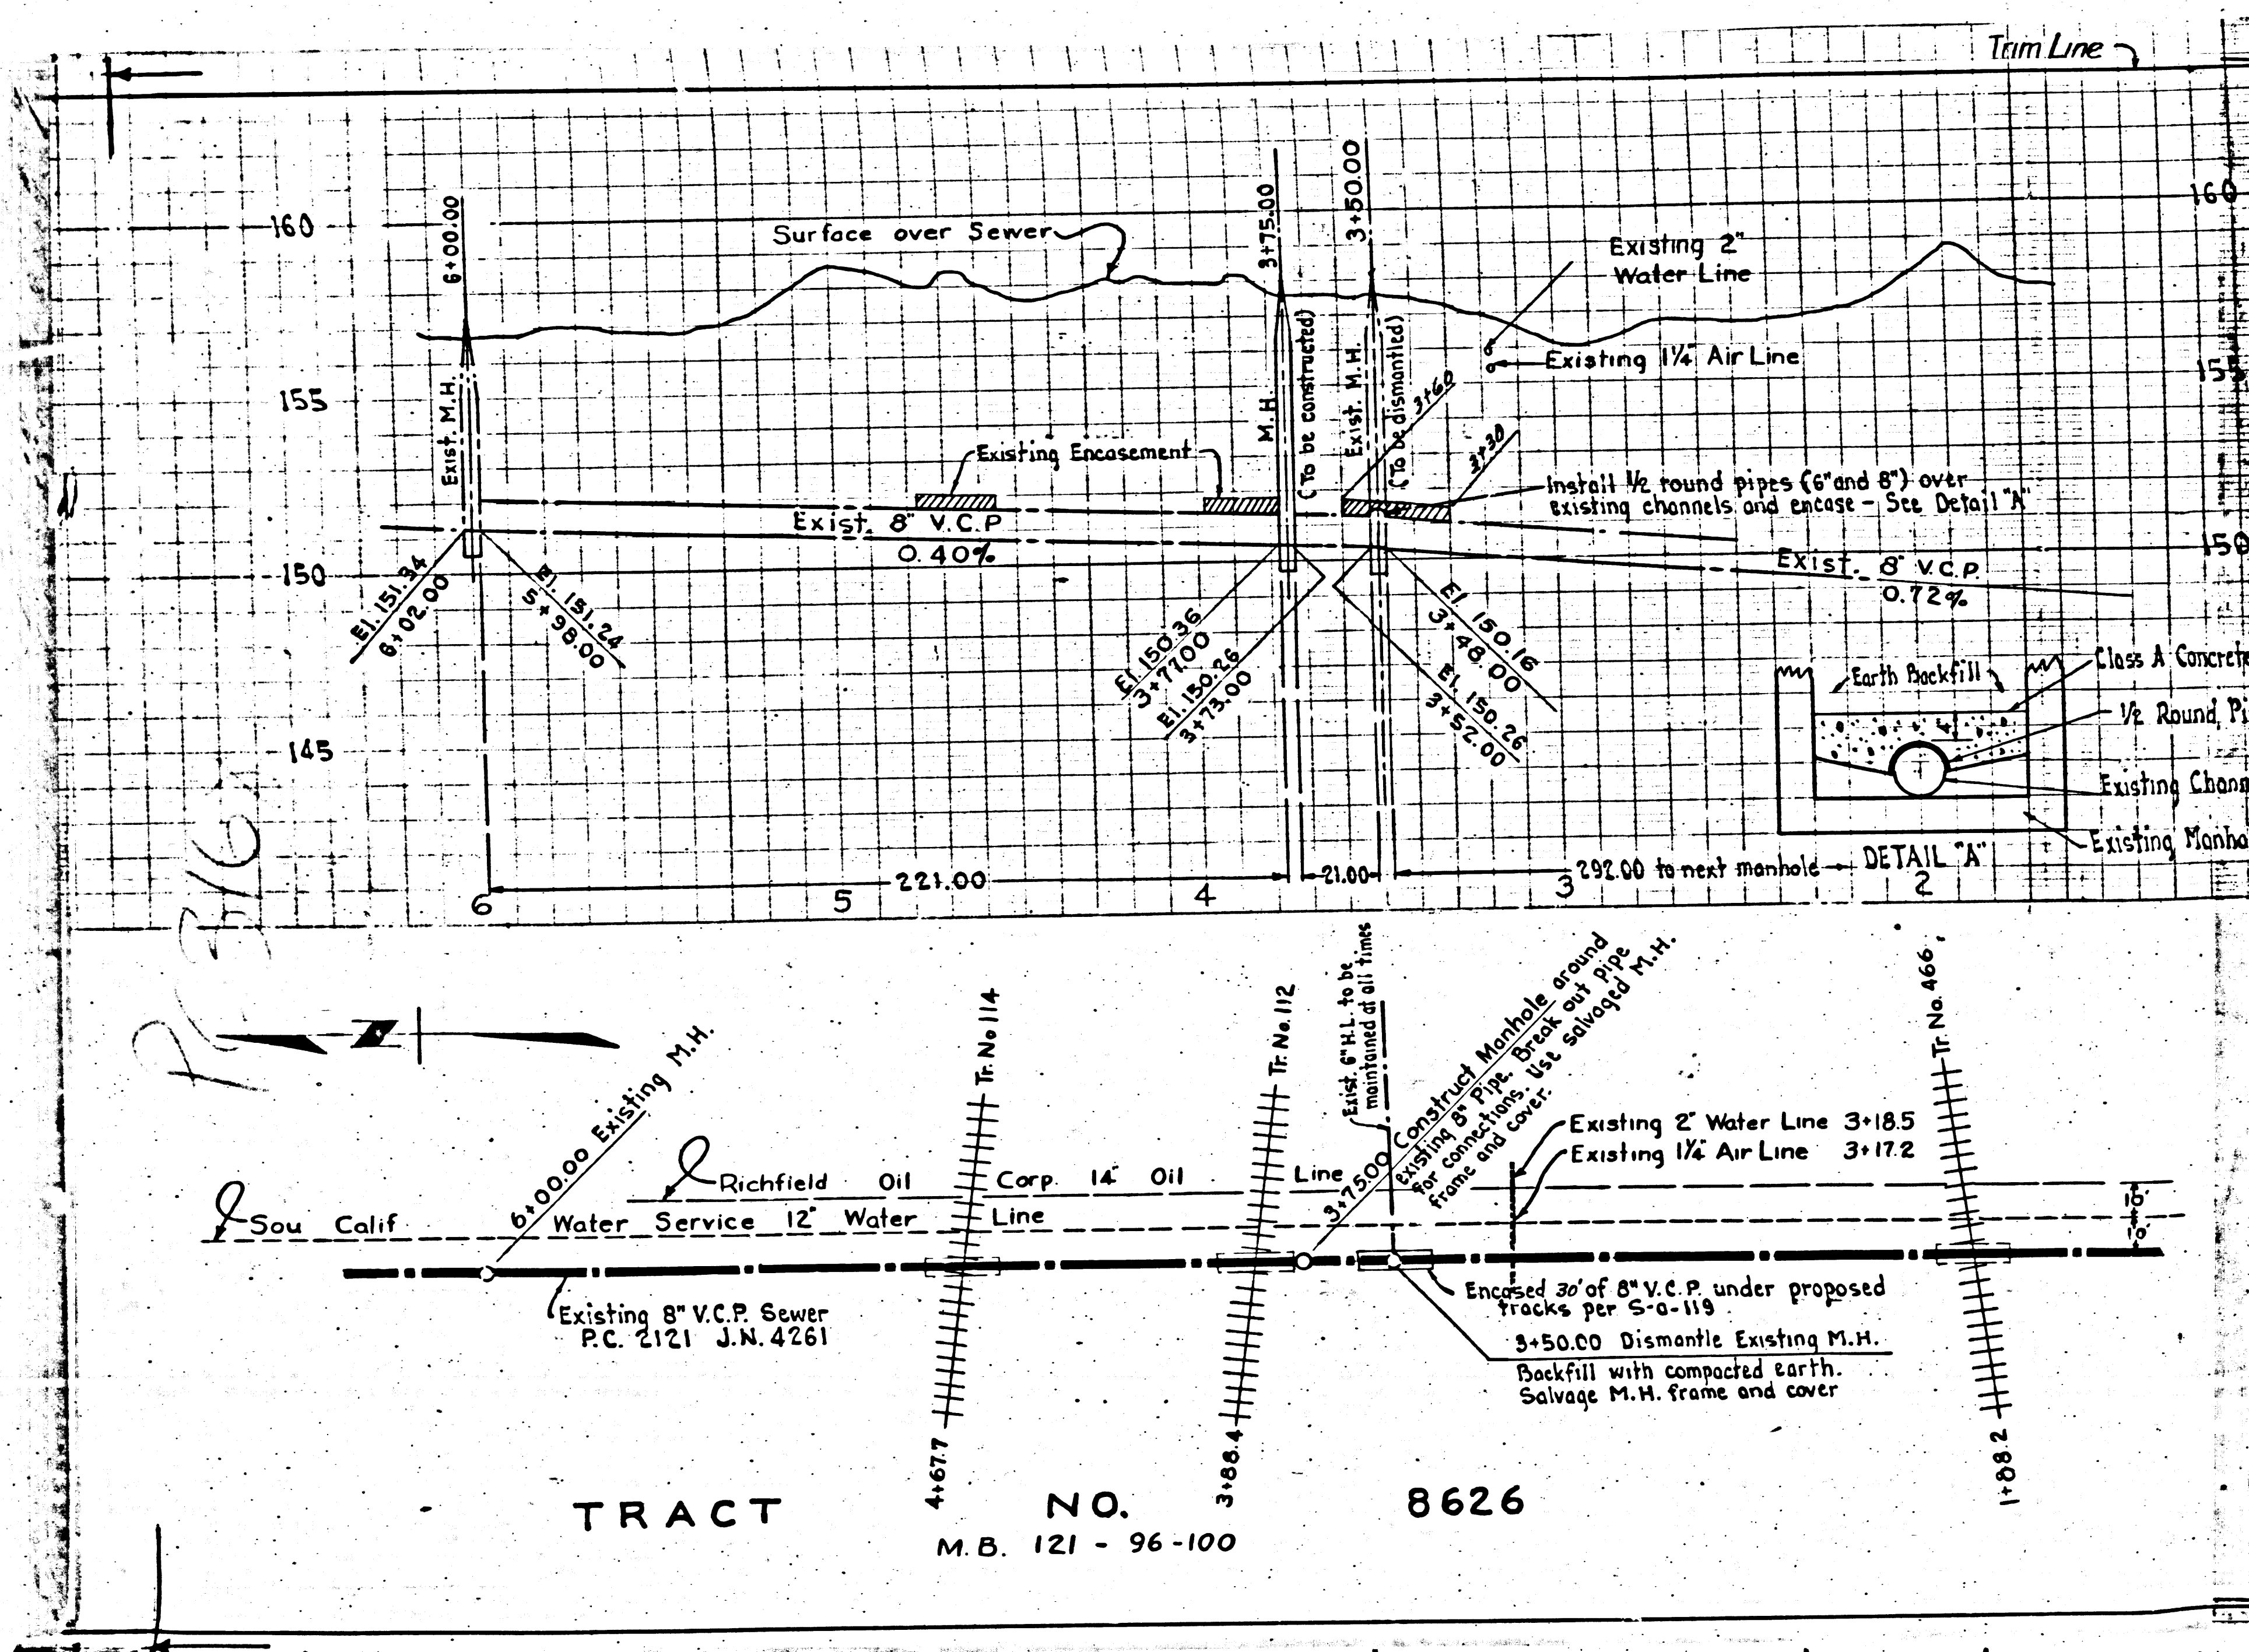 Trim Line
160
160
155
155
150
150
145
6+00.00
Surface over Sewer
3+75.00
3+50.00
Existing 2"
Water Line
Existing 1¼" Air Line
Exist. M.H.
M.H.
(To be constructed)
Exist. M.H.
(To be dismantled)
3+60
3+30
Existing Encasement
Install ½ round pipes (6" and 8") over
existing channels and encase - See Detail "A"
Exist. 8" V.C.P
0.40%
Exist. 8" V.C.P.
0.72%
El. 151.34
6+02.00
El. 151.24
5+98.00
El. 150.36
3+77.00
El. 150.26
3+73.00
El. 150.16
3+48.00
El. 150.26
3+52.00
Earth Backfill
Class A Concrete
½ Round Pi
Existing Chann
Existing Manho
DETAIL "A"
221.00
21.00
292.00 to next manhole
6
5
4
3
2
6+00.00 Existing M.H.
Tr. No 114
Tr. No. 112
Exist. 6" H.L. to be
maintained at all times
3+75.00 Construct Manhole around
existing 8" Pipe. Break out pipe
for connections. Use salvaged M.H.
frame and cover.
Tr. No. 466
Existing 2" Water Line 3+18.5
Existing 1¼" Air Line 3+17.2
Richfield Oil Corp. 14" Oil Line
Sou Calif Water Service 12" Water Line
10'
10'
Existing 8" V.C.P. Sewer
P.C. 2121 J.N. 4261
Encased 30' of 8" V.C.P. under proposed
tracks per S-a-119
3+50.00 Dismantle Existing M.H.
Backfill with compacted earth.
Salvage M.H. frame and cover
4+67.7
3+88.4
1+88.2
TRACT NO. 8626
M.B. 121 - 96-100